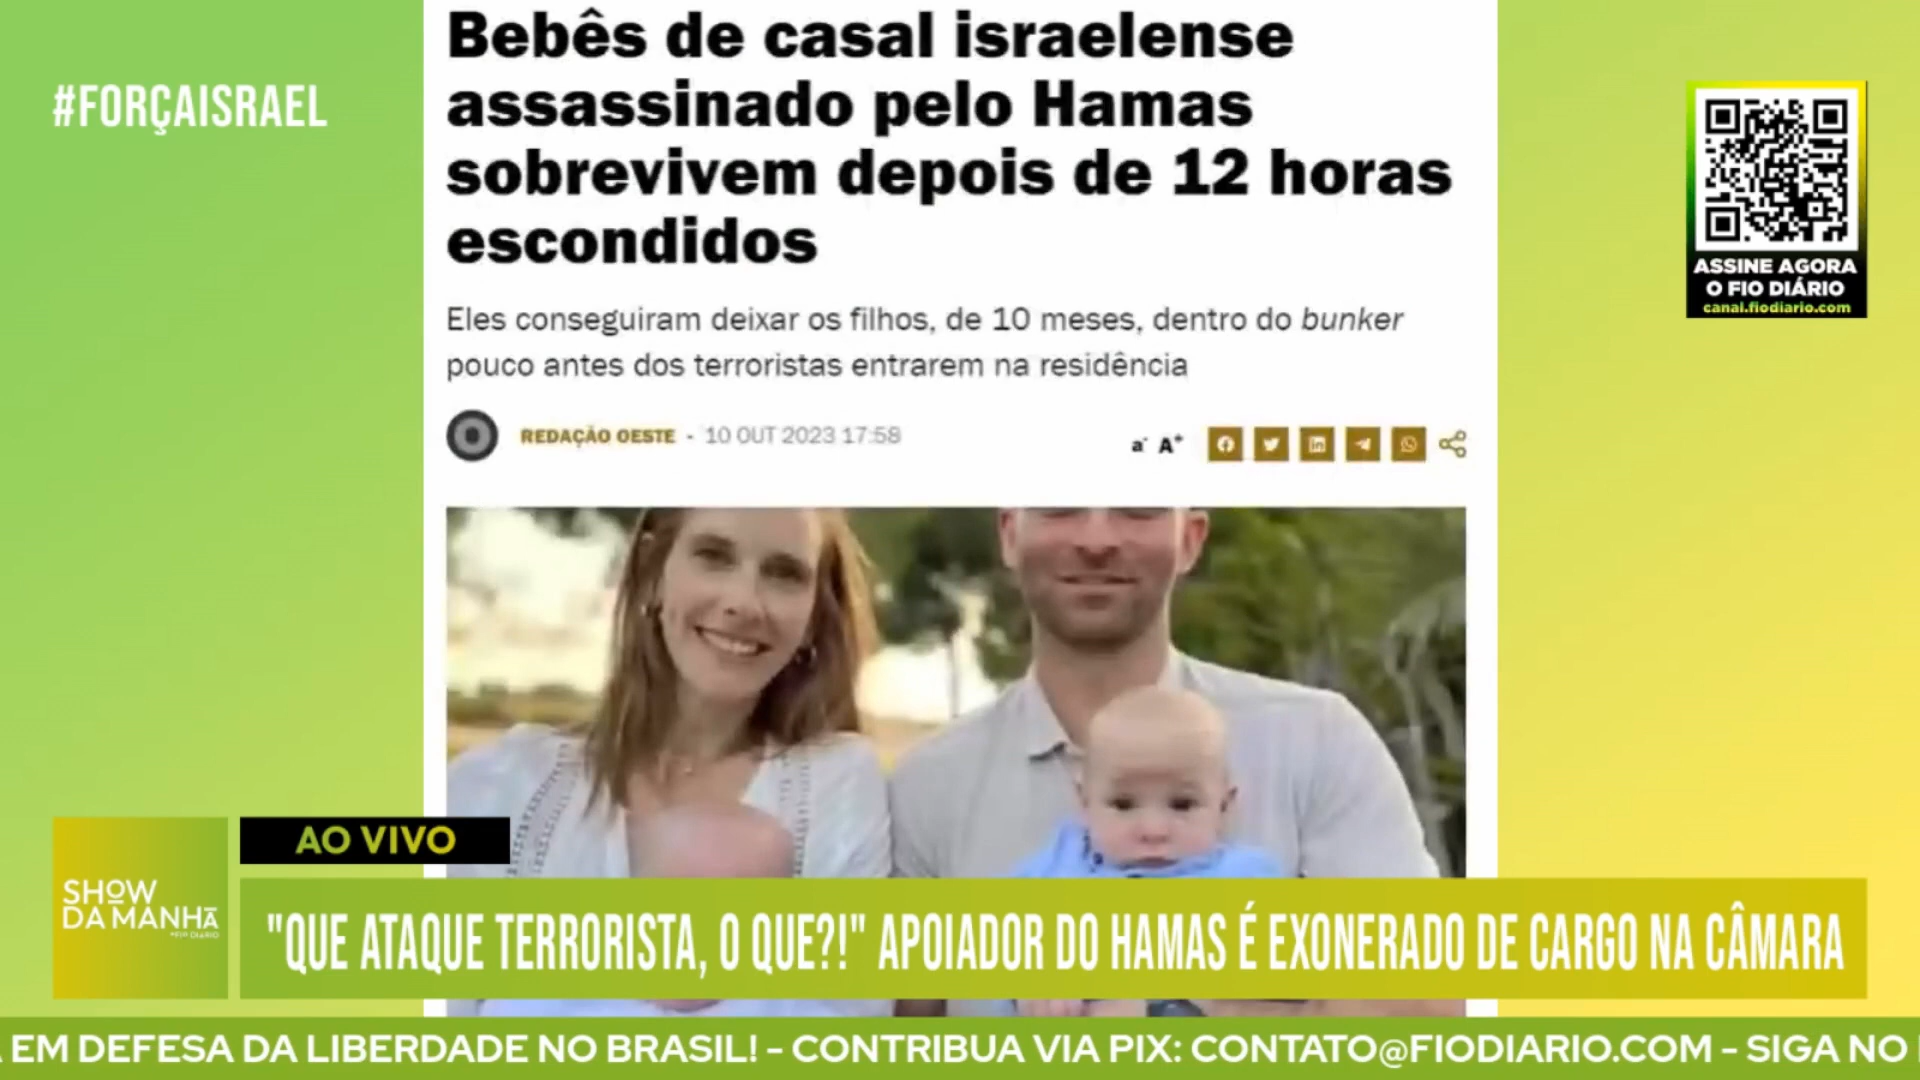 #FORÇAISRAEL
Bebês de casal israelense
assassinado pelo Hamas
sobrevivem depois de 12 horas
escondidos
Eles conseguiram deixar os filhos, de 10 meses, dentro do bunker
pouco antes dos terroristas entrarem na residência
REDAÇÃO OESTE - 10 OUT 2023 17:58
a- A+
ASSINE AGORA
O FIO DIÁRIO
canal.fiodiario.com
AO VIVO
SHOW
DA MANHÃ
FIO DIÁRIO
"QUE ATAQUE TERRORISTA, O QUE?!" APOIADOR DO HAMAS É EXONERADO DE CARGO NA CÂMARA
EM DEFESA DA LIBERDADE NO BRASIL! - CONTRIBUA VIA PIX: CONTATO@FIODIARIO.COM - SIGA NO